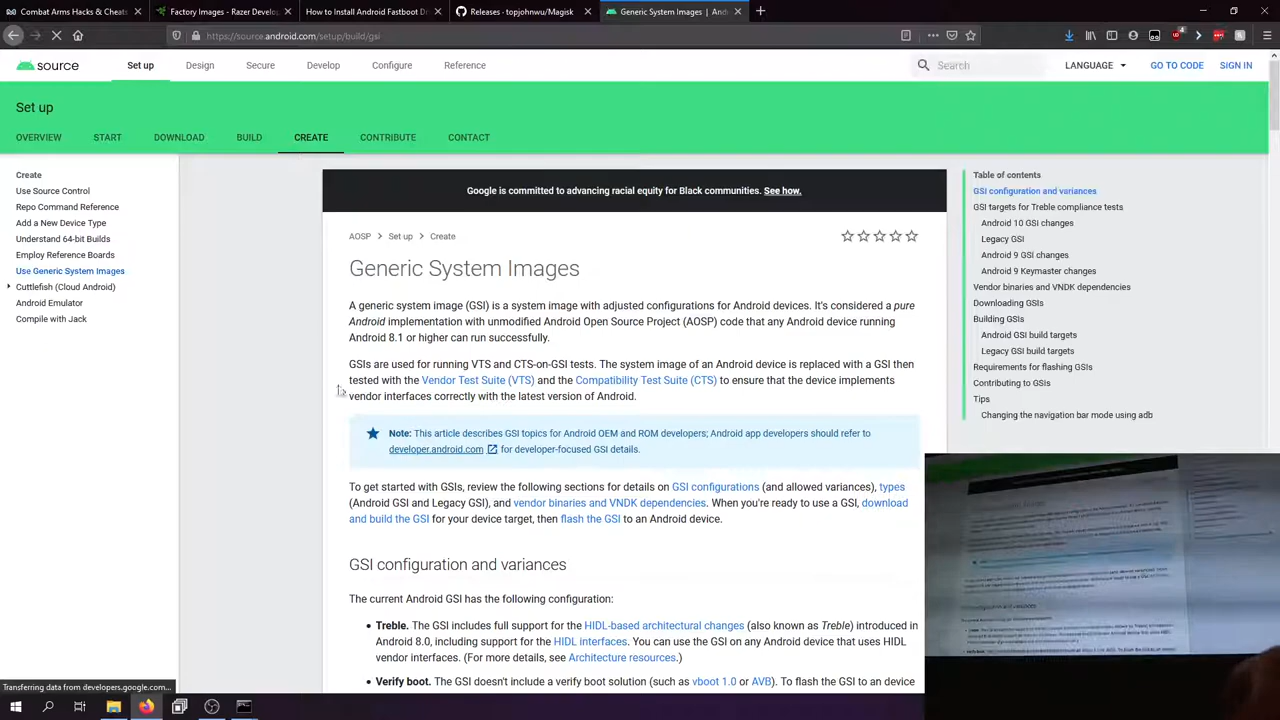 Combat Arms Hacks & Cheats
Factory Images - Razer Develo
How to Install Android Fastboot Dr
Releases - topjohnwu/Magisk
Generic System Images | And
https://source.android.com/setup/build/gsi
source
Set up
Design
Secure
Develop
Configure
Reference
Search
LANGUAGE
GO TO CODE
SIGN IN
Set up
OVERVIEW
START
DOWNLOAD
BUILD
CREATE
CONTRIBUTE
CONTACT
Create
Use Source Control
Repo Command Reference
Add a New Device Type
Understand 64-bit Builds
Employ Reference Boards
Use Generic System Images
Cuttlefish (Cloud Android)
Android Emulator
Compile with Jack
Google is committed to advancing racial equity for Black communities. See how.
AOSP > Set up > Create
Generic System Images
A generic system image (GSI) is a system image with adjusted configurations for Android devices. It's considered a pure
Android implementation with unmodified Android Open Source Project (AOSP) code that any Android device running
Android 8.1 or higher can run successfully.
GSIs are used for running VTS and CTS-on-GSI tests. The system image of an Android device is replaced with a GSI then
tested with the Vendor Test Suite (VTS) and the Compatibility Test Suite (CTS) to ensure that the device implements
vendor interfaces correctly with the latest version of Android.
Note: This article describes GSI topics for Android OEM and ROM developers; Android app developers should refer to
developer.android.com for developer-focused GSI details.
To get started with GSIs, review the following sections for details on GSI configurations (and allowed variances), types
(Android GSI and Legacy GSI), and vendor binaries and VNDK dependencies. When you're ready to use a GSI, download
and build the GSI for your device target, then flash the GSI to an Android device.
GSI configuration and variances
The current Android GSI has the following configuration:
• Treble. The GSI includes full support for the HIDL-based architectural changes (also known as Treble) introduced in
Android 8.0, including support for the HIDL interfaces. You can use the GSI on any Android device that uses HIDL
vendor interfaces. (For more details, see Architecture resources.)
• Verify boot. The GSI doesn't include a verify boot solution (such as vboot 1.0 or AVB). To flash the GSI to an device
Table of contents
GSI configuration and variances
GSI targets for Treble compliance tests
Android 10 GSI changes
Legacy GSI
Android 9 GSI changes
Android 9 Keymaster changes
Vendor binaries and VNDK dependencies
Downloading GSIs
Building GSIs
Android GSI build targets
Legacy GSI build targets
Requirements for flashing GSIs
Contributing to GSIs
Tips
Changing the navigation bar mode using adb
Transferring data from developers.google.com...